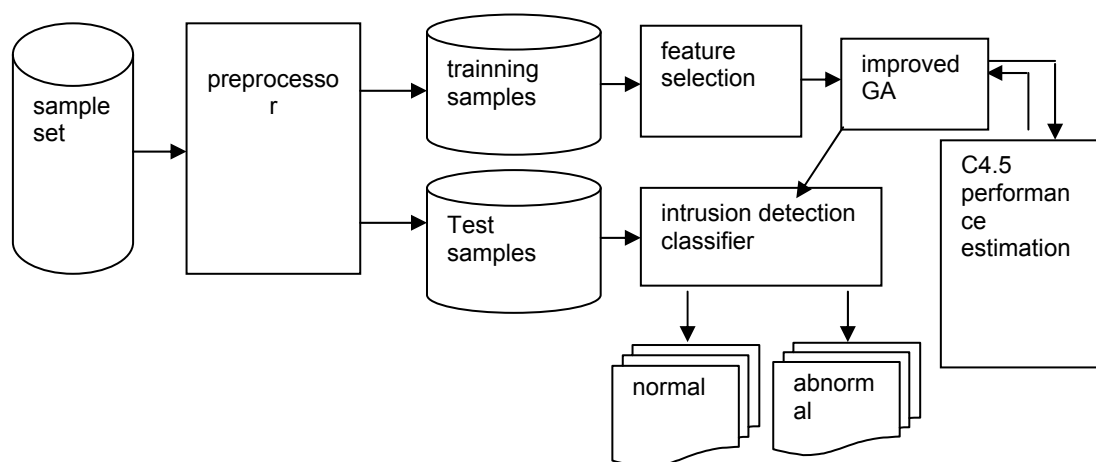 sample
set
preprocesso
r
trainning
samples
feature
selection
improved
GA
Test
samples
intrusion detection
classifier
C4.5
performan
ce
estimation
normal
abnorm
al